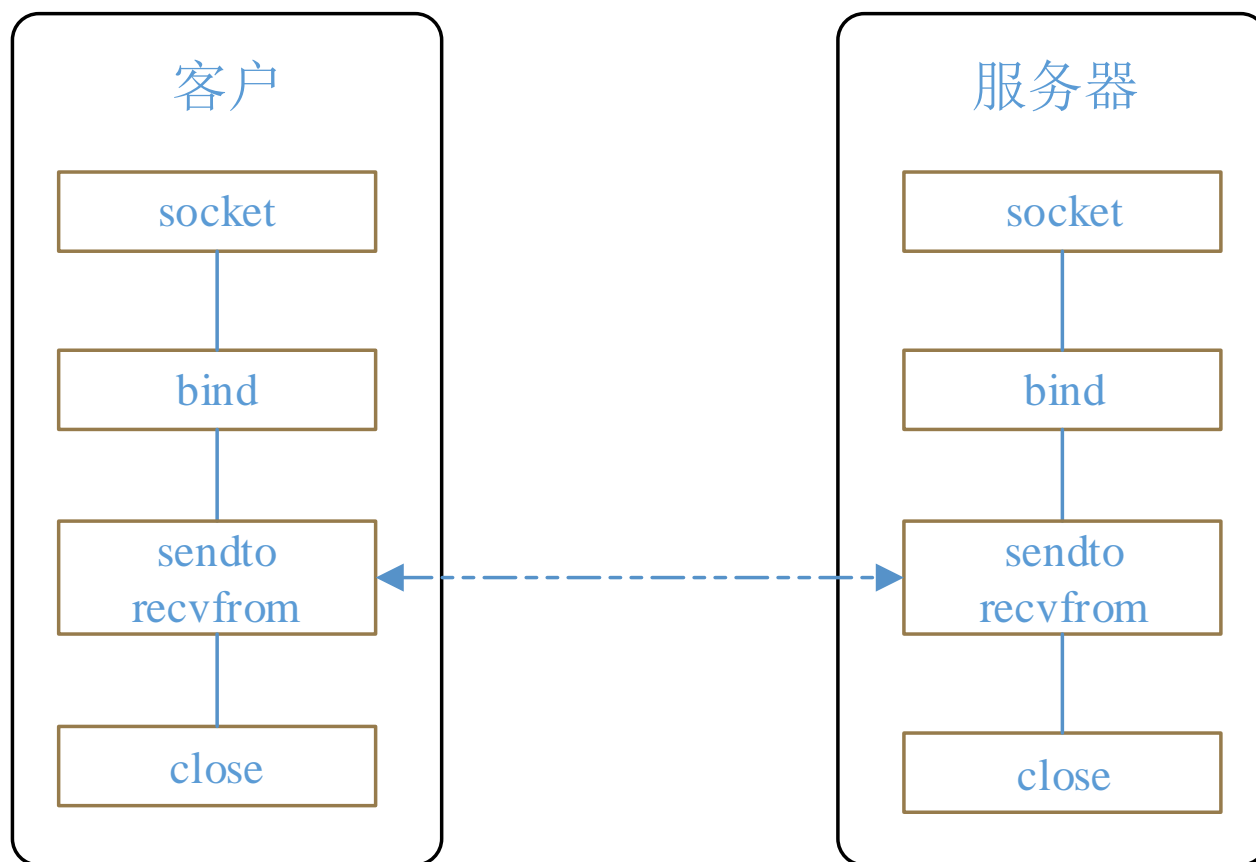 客户
socket
bind
sendto
recvfrom
close
服务器
socket
bind
sendto
recvfrom
close